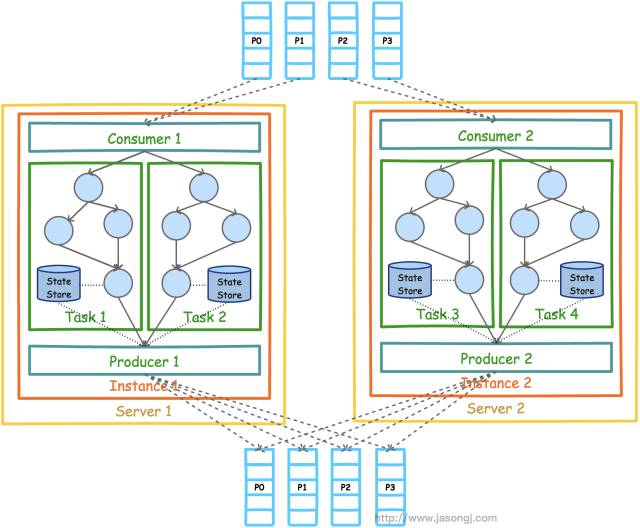 P0 P1 P2 P3
Consumer 1
Consumer 2
State Store
State Store
State Store
State Store
Task 1
Task 2
Task 3
Task 4
Producer 1
Producer 2
Instance 1
Instance 2
Server 1
Server 2
P0 P1 P2 P3
http://www.jasongj.com